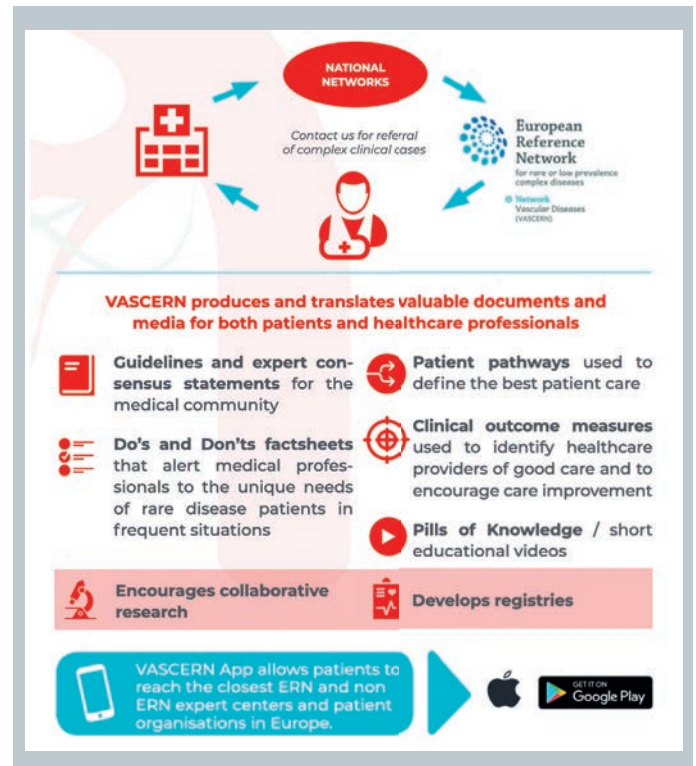 NATIONAL
NETWORKS
Contact us for referral
of complex clinical cases
European
Reference
Network
for rare or low prevalence
complex diseases
Network
Vascular Diseases
(VASCERN)
VASCERN produces and translates valuable documents and
media for both patients and healthcare professionals
Guidelines and expert con-
sensus statements for the
medical community
Do's and Don'ts factsheets
that alert medical profes-
sionals to the unique needs
of rare disease patients in
frequent situations
Patient pathways used to
define the best patient care
Clinical outcome measures
used to identify healthcare
providers of good care and to
encourage care improvement
Pills of Knowledge / short
educational videos
Encourages collaborative
research
Develops registries
VASCERN App allows patients to
reach the closest ERN and non
ERN expert centers and patient
organisations in Europe.
GET IT ON
Google Play